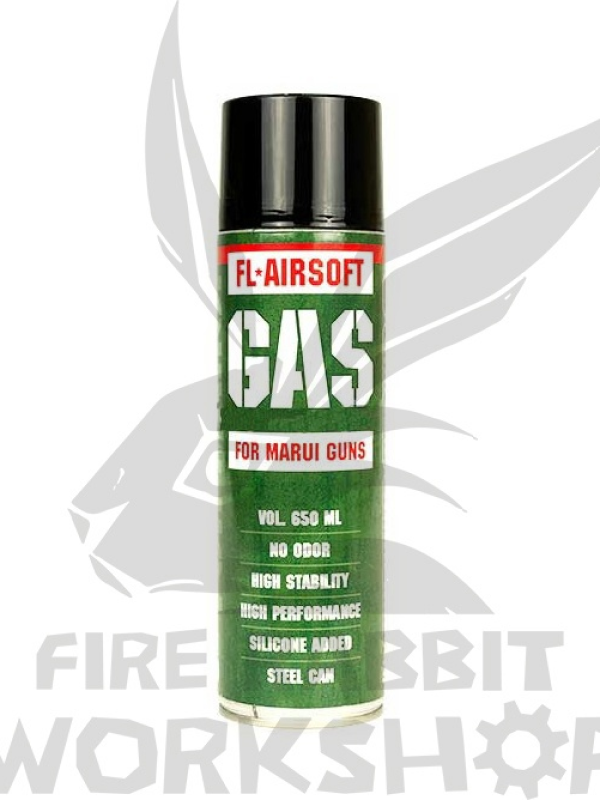 FL★AIRSOFT
GAS
FOR MARUI GUNS
VOL. 650 ML
NO ODOR
HIGH STABILITY
HIGH PERFORMANCE
SILICONE ADDED
STEEL CAN
FIRE RABBIT
WORKSHOP